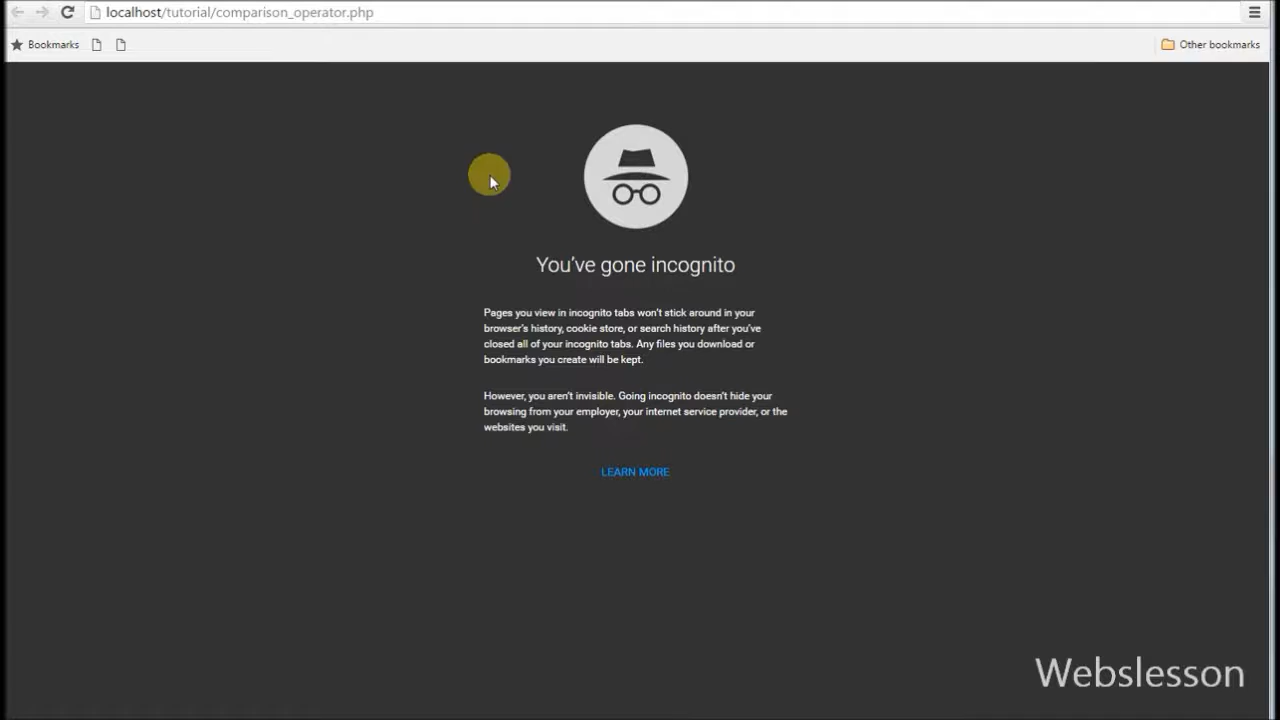 localhost/tutorial/comparison_operator.php
Bookmarks
Other bookmarks
You've gone incognito
Pages you view in incognito tabs won't stick around in your
browser's history, cookie store, or search history after you've
closed all of your incognito tabs. Any files you download or
bookmarks you create will be kept.
However, you aren't invisible. Going incognito doesn't hide your
browsing from your employer, your internet service provider, or the
websites you visit.
LEARN MORE
Webslesson